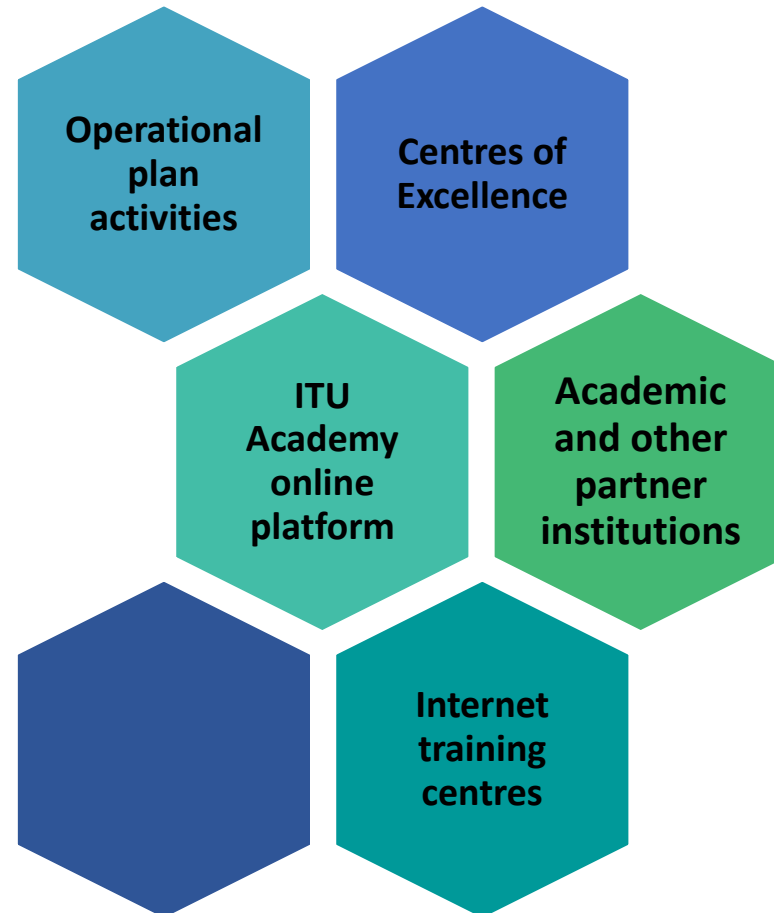 Operational
plan
activities
Centres of
Excellence
ITU
Academy
online
platform
Academic
and other
partner
institutions
Internet
training
centres